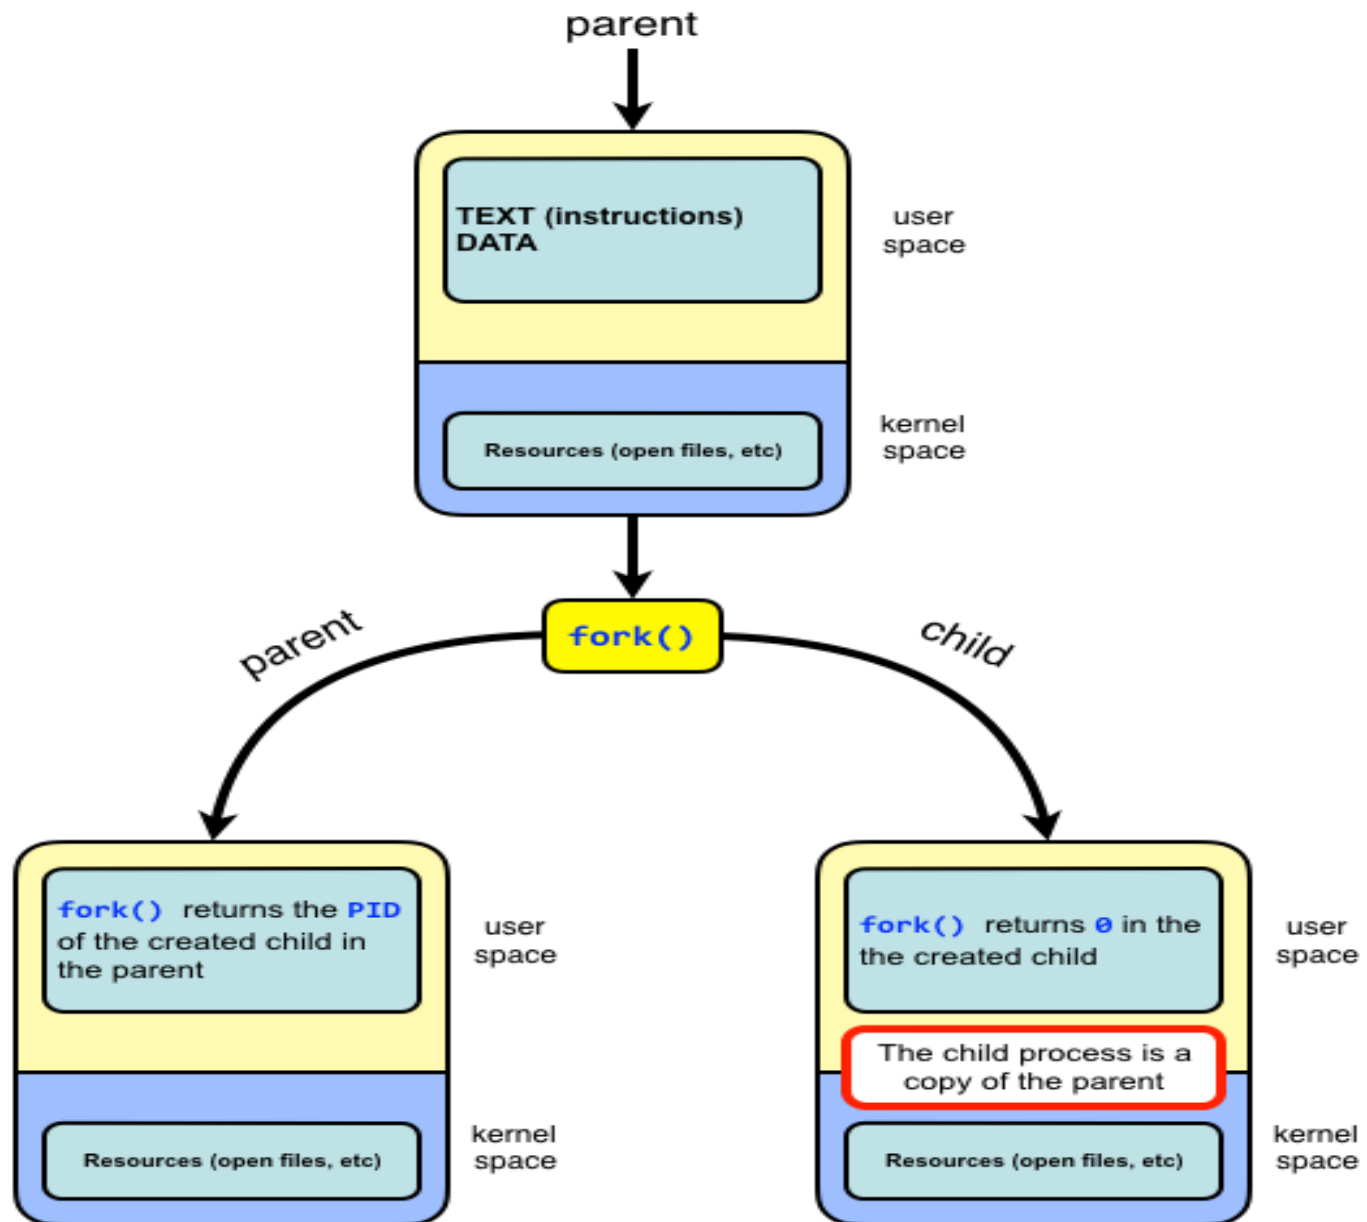 parent
TEXT (instructions)
DATA
user
space
Resources (open files, etc)
kernel
space
fork()
parent
child
fork() returns the PID
of the created child in
the parent
user
space
fork() returns 0 in the
the created child
user
space
The child process is a
copy of the parent
Resources (open files, etc)
kernel
space
Resources (open files, etc)
kernel
space